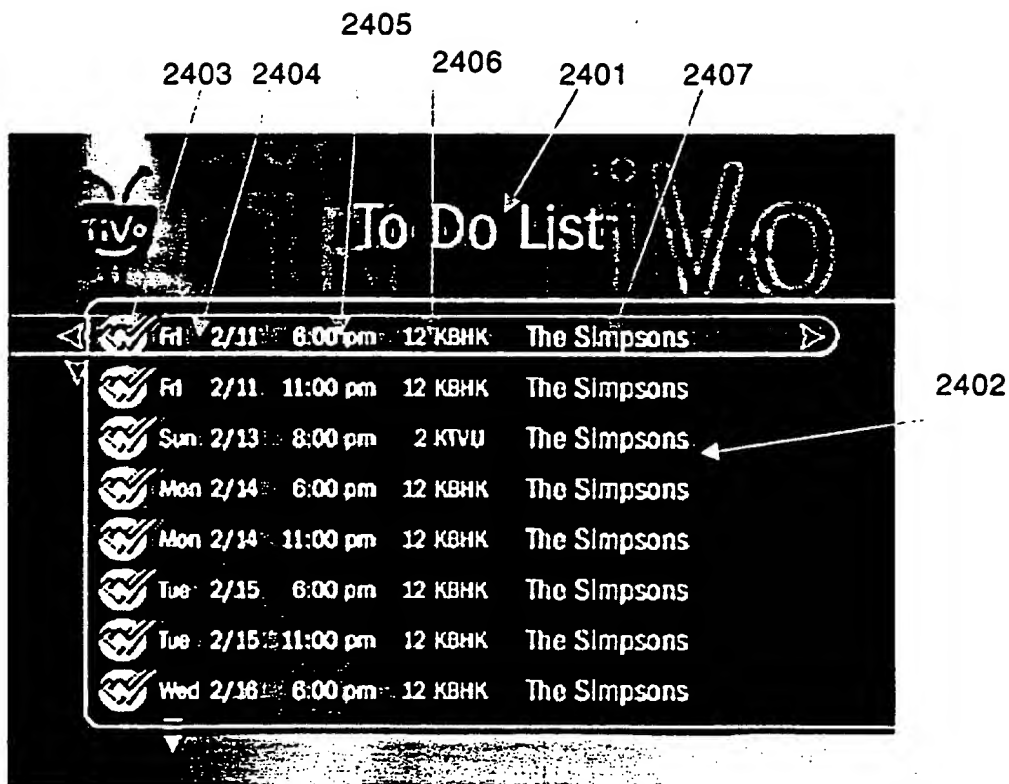 2405
2403 2404 2406 2401 2407
TiVo To Do List iVo
Fri 2/11 6:00 pm 12 KBHK The Simpsons
Fri 2/11 11:00 pm 12 KBHK The Simpsons
2402
Sun 2/13 8:00 pm 2 KTVU The Simpsons
Mon 2/14 6:00 pm 12 KBHK The Simpsons
Mon 2/14 11:00 pm 12 KBHK The Simpsons
Tue 2/15 6:00 pm 12 KBHK The Simpsons
Tue 2/15 11:00 pm 12 KBHK The Simpsons
Wed 2/16 6:00 pm 12 KBHK The Simpsons